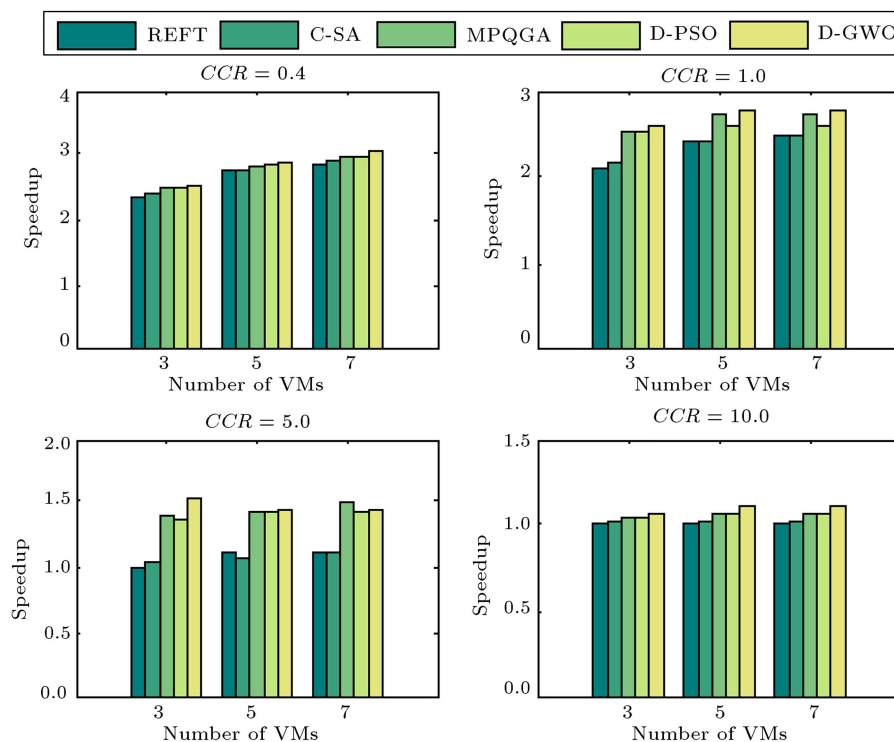 REFT C-SA MPQGA D-PSO D-GWO
CCR = 0.4
4
3
2
1
0
Speedup
3 5 7
Number of VMs
CCR = 1.0
3
2
1
0
Speedup
3 5 7
Number of VMs
CCR = 5.0
2.0
1.5
1.0
0.5
0.0
Speedup
3 5 7
Number of VMs
CCR = 10.0
1.5
1.0
0.5
0.0
Speedup
3 5 7
Number of VMs